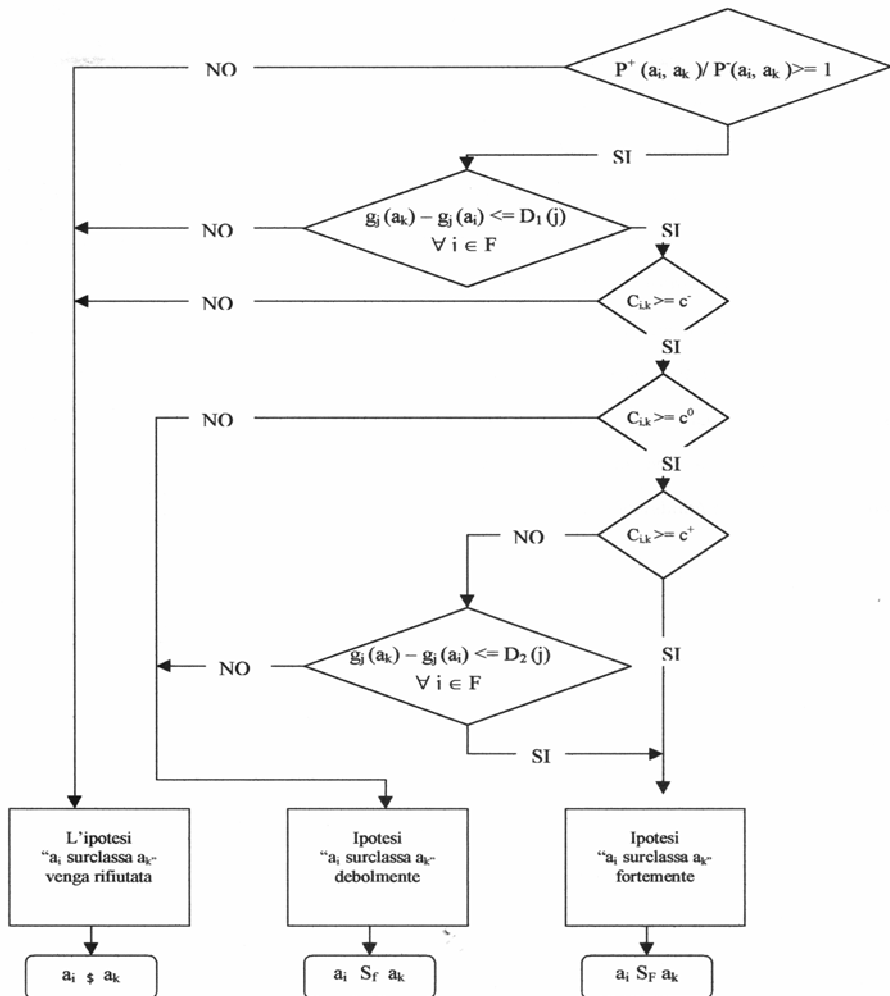 P⁺ (aᵢ, aₖ) / P⁻(aᵢ, aₖ) >= 1
NO
SI
gⱼ (aₖ) – gⱼ (aᵢ) <= D₁ (j)
∀ i ∈ F
NO
SI
Cᵢ.ₖ >= c⁻
NO
SI
Cᵢ.ₖ >= c⁰
NO
SI
Cᵢ.ₖ >= c⁺
NO
SI
gⱼ (aₖ) – gⱼ (aᵢ) <= D₂ (j)
∀ i ∈ F
NO
SI
L'ipotesi
“aᵢ surclassa aₖ”
venga rifiutata
Ipotesi
“aᵢ surclassa aₖ”
debolmente
Ipotesi
“aᵢ surclassa aₖ”
fortemente
aᵢ $ aₖ
aᵢ S_f aₖ
aᵢ S_F aₖ